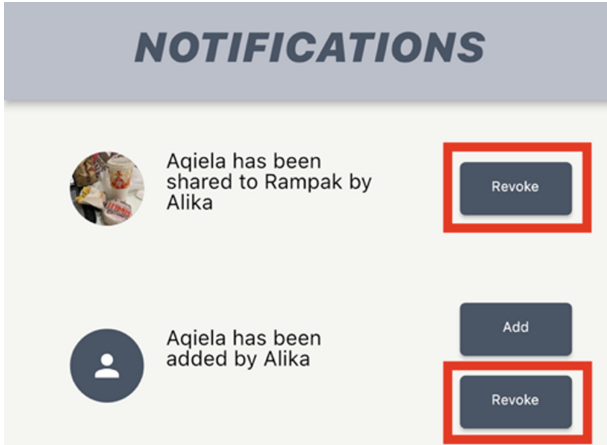 NOTIFICATIONS
Aqiela has been
shared to Rampak by
Alika
Revoke
Aqiela has been
added by Alika
Add
Revoke